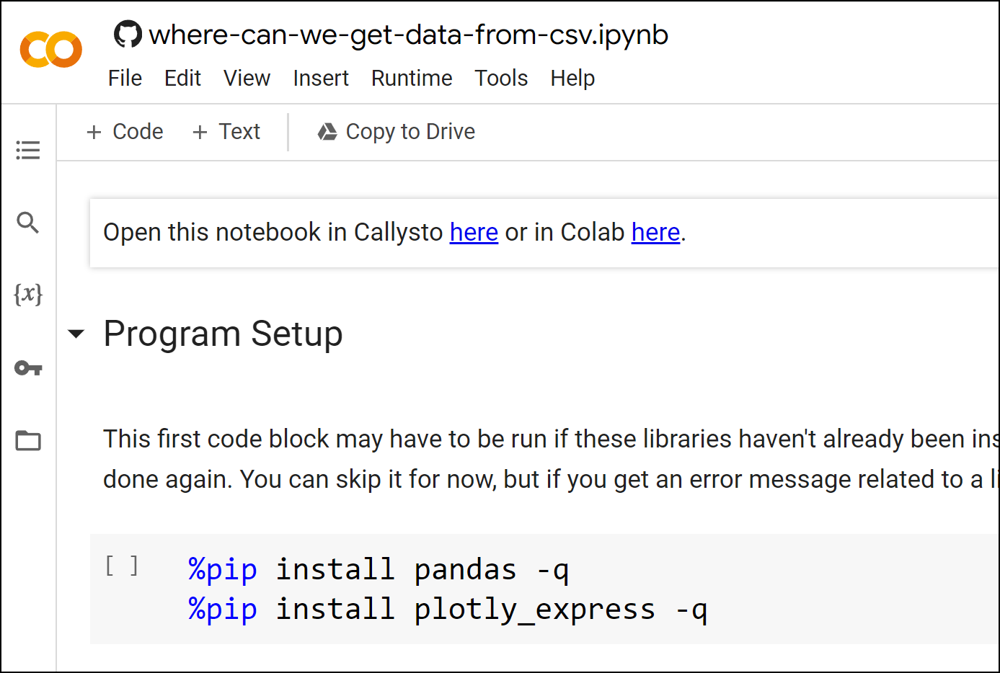 where-can-we-get-data-from-csv.ipynb
File Edit View Insert Runtime Tools Help
+ Code + Text Copy to Drive
Open this notebook in Callysto here or in Colab here.
{x}
Program Setup
This first code block may have to be run if these libraries haven't already been ins
done again. You can skip it for now, but if you get an error message related to a li
[ ] %pip install pandas -q
%pip install plotly_express -q